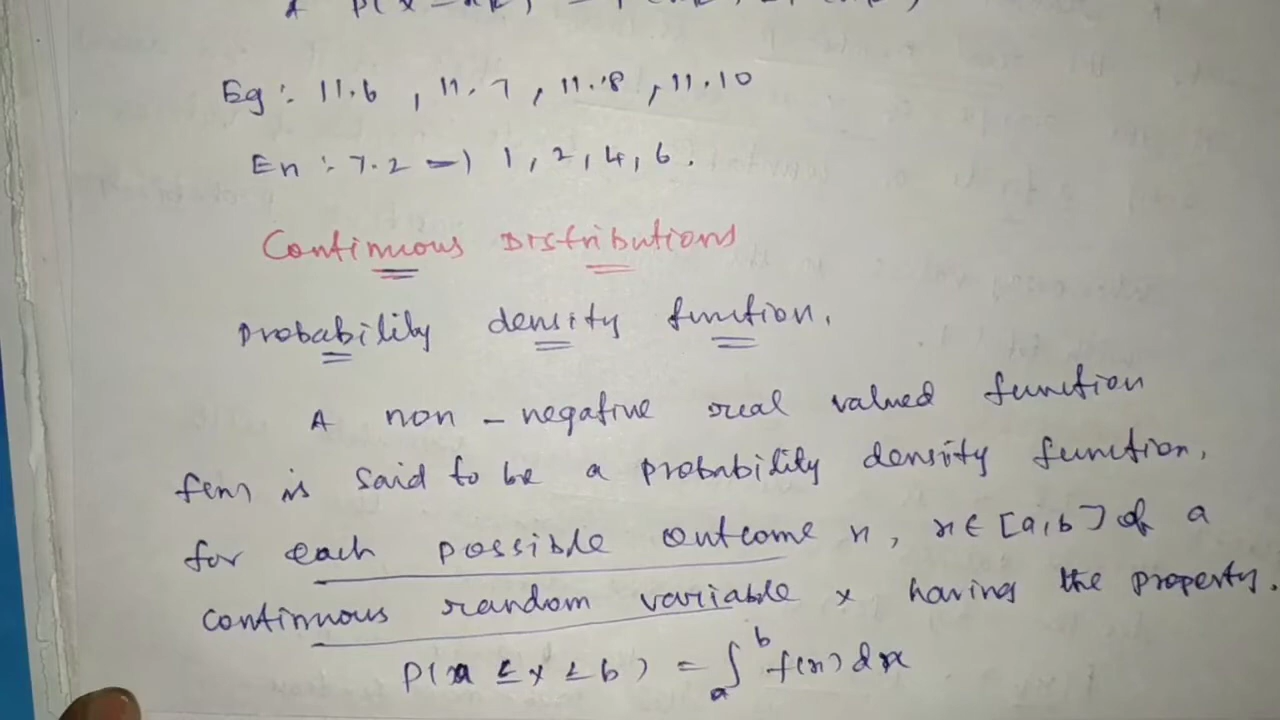 Eg : 11.6 , 11.7 , 11.8 , 11.10
En : 7.2 => 1, 2, 4, 6.
Continuous Distributions
Probability density function.
A non - negative real valued function
f(x) is said to be a probability density function,
for each possible outcome x, x∈ [a,b] of a
continuous random variable x having the property.
P(a ≤ x ≤ b) = ∫_a^b f(x) dx